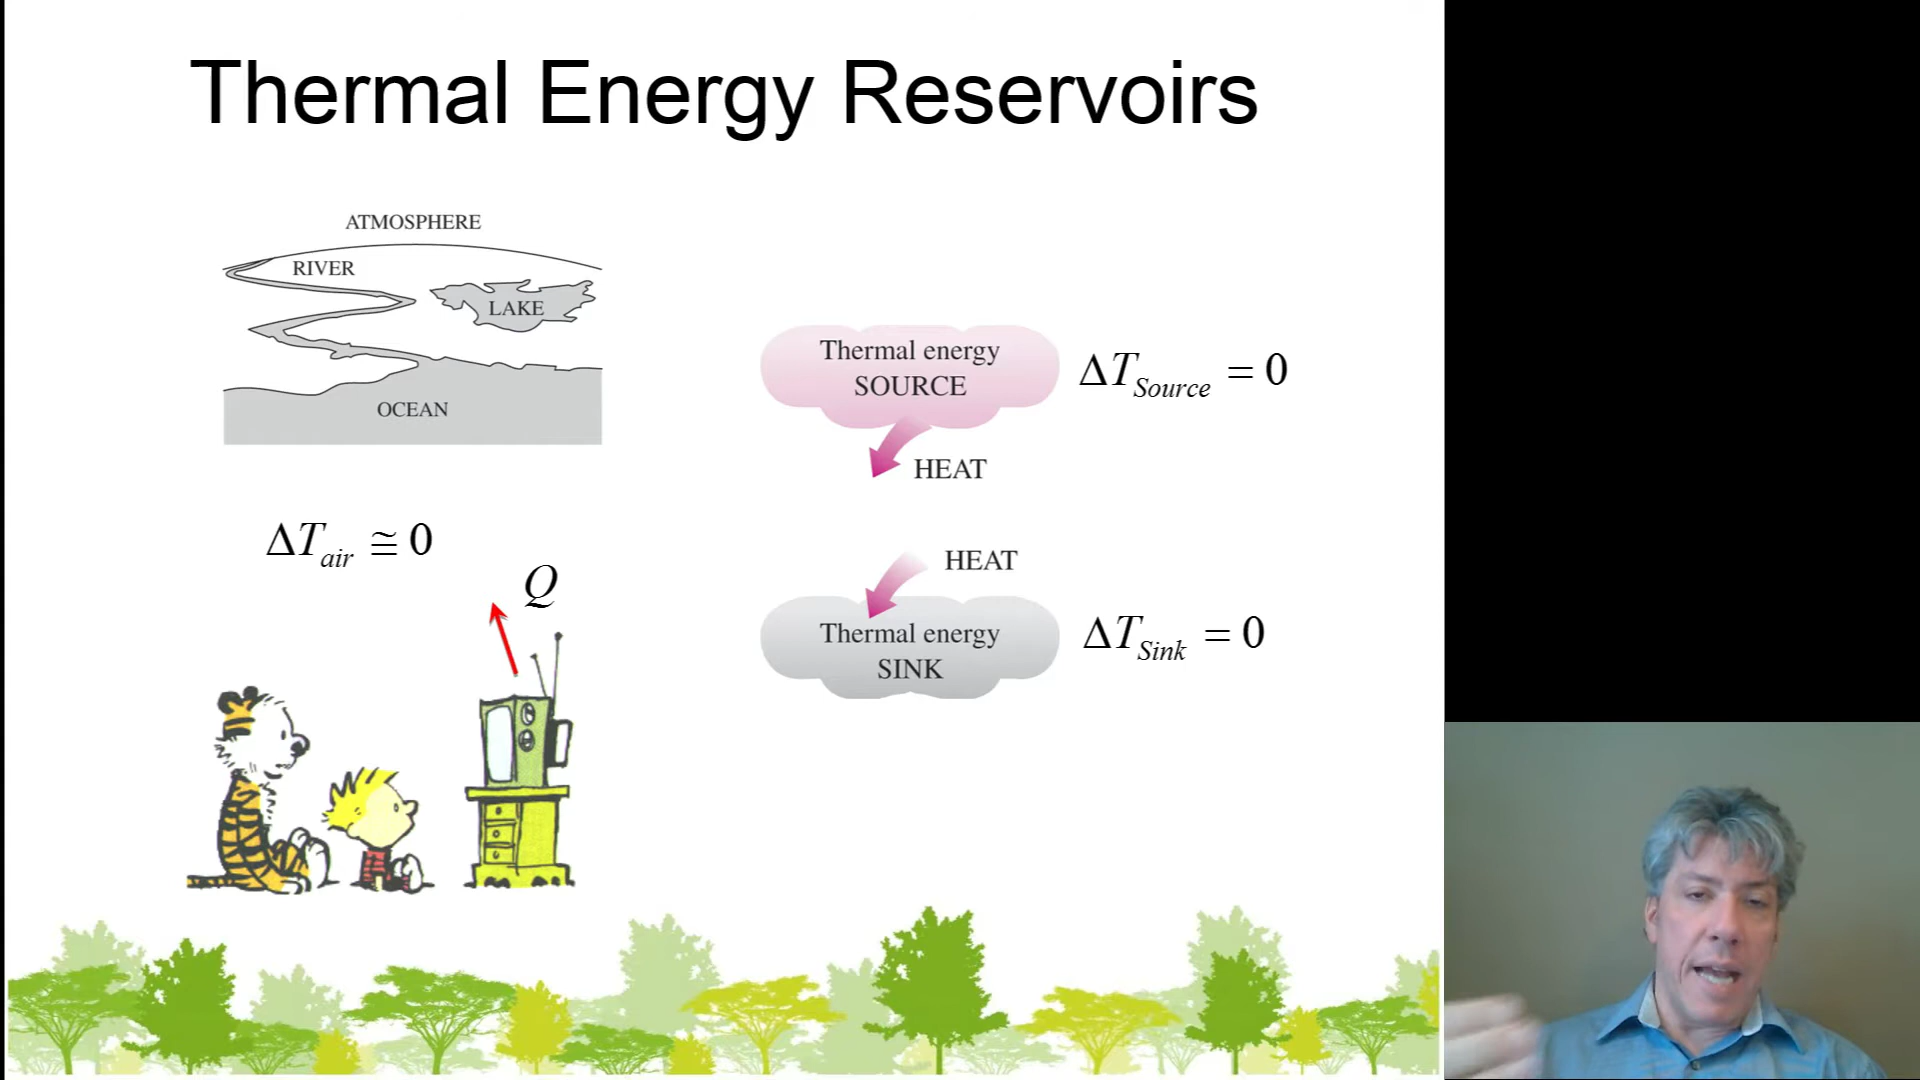 Thermal Energy Reservoirs
ATMOSPHERE
RIVER
LAKE
OCEAN
ΔT_air ≅ 0
Q
Thermal energy
SOURCE
ΔT_Source = 0
HEAT
HEAT
Thermal energy
SINK
ΔT_Sink = 0